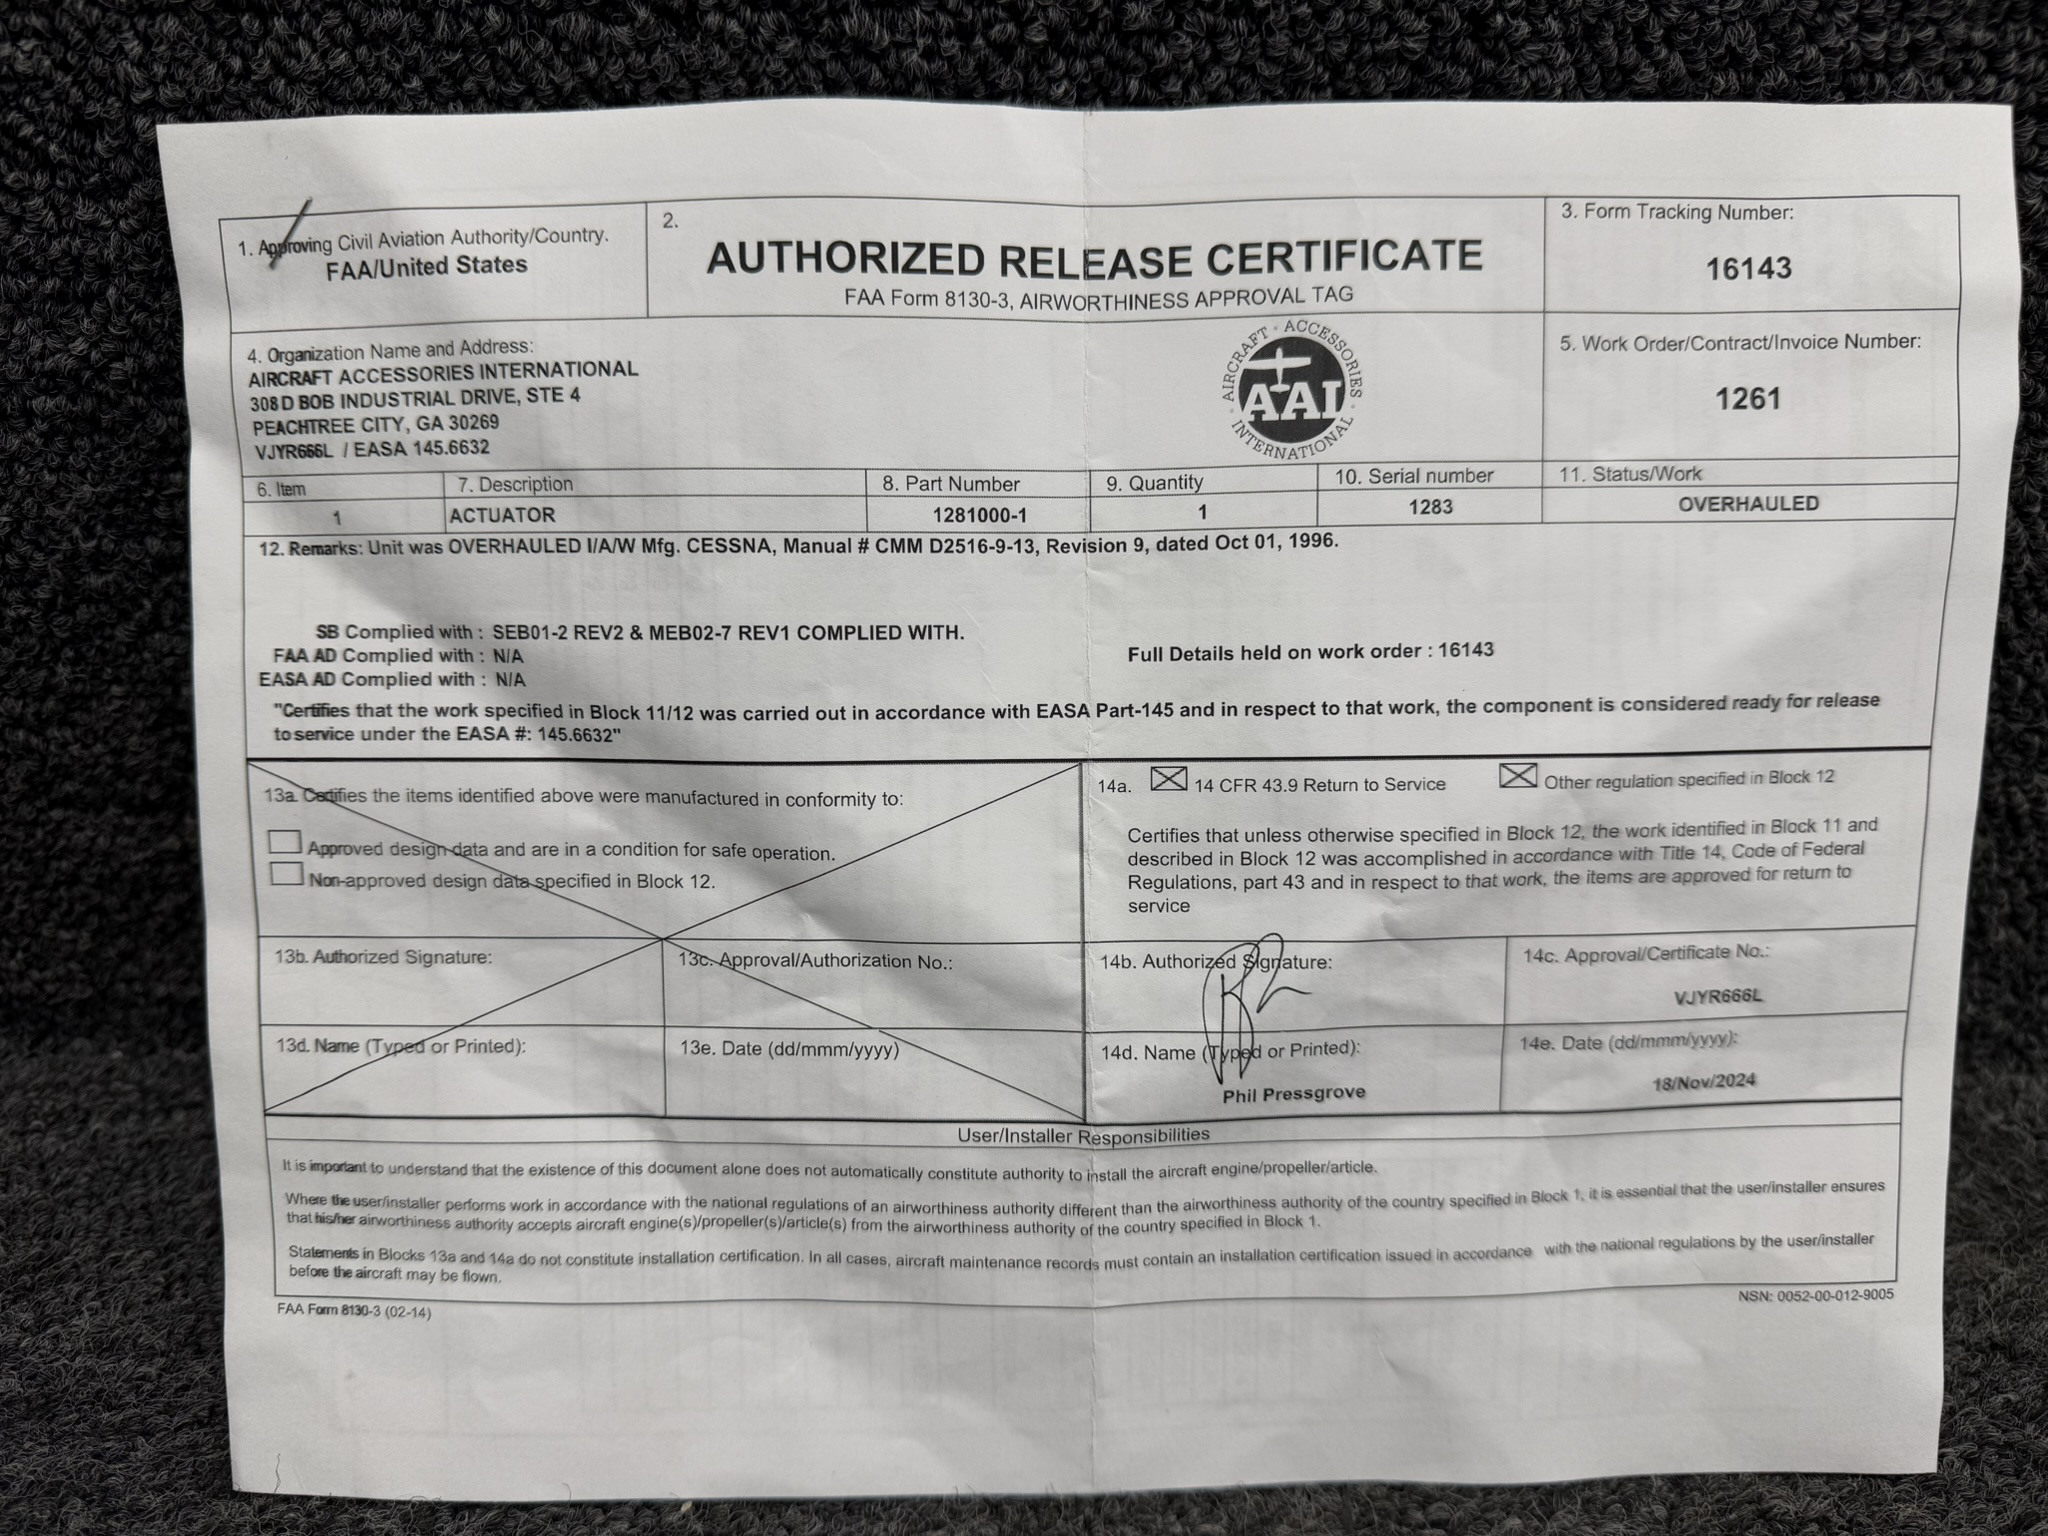 1. Approving Civil Aviation Authority/Country.
FAA/United States
2.
AUTHORIZED RELEASE CERTIFICATE
FAA Form 8130-3, AIRWORTHINESS APPROVAL TAG
3. Form Tracking Number:
16143
4. Organization Name and Address:
AIRCRAFT ACCESSORIES INTERNATIONAL
308 D BOB INDUSTRIAL DRIVE, STE 4
PEACHTREE CITY, GA 30269
VJYR666L / EASA 145.6632
AIRCRAFT · ACCESSORIES · INTERNATIONAL ·
AAI
5. Work Order/Contract/Invoice Number:
1261
6. Item
7. Description
8. Part Number
9. Quantity
10. Serial number
11. Status/Work
1
ACTUATOR
1281000-1
1
1283
OVERHAULED
12. Remarks: Unit was OVERHAULED I/A/W Mfg. CESSNA, Manual # CMM D2516-9-13, Revision 9, dated Oct 01, 1996.
SB Complied with : SEB01-2 REV2 & MEB02-7 REV1 COMPLIED WITH.
FAA AD Complied with : N/A
Full Details held on work order : 16143
EASA AD Complied with : N/A
"Certifies that the work specified in Block 11/12 was carried out in accordance with EASA Part-145 and in respect to that work, the component is considered ready for release
to service under the EASA #: 145.6632"
13a. Certifies the items identified above were manufactured in conformity to:
Approved design data and are in a condition for safe operation.
Non-approved design data specified in Block 12.
14a. 14 CFR 43.9 Return to Service
Other regulation specified in Block 12
Certifies that unless otherwise specified in Block 12, the work identified in Block 11 and
described in Block 12 was accomplished in accordance with Title 14, Code of Federal
Regulations, part 43 and in respect to that work, the items are approved for return to
service
13b. Authorized Signature:
13c. Approval/Authorization No.:
14b. Authorized Signature:
14c. Approval/Certificate No.:
VJYR666L
13d. Name (Typed or Printed):
13e. Date (dd/mmm/yyyy)
14d. Name (Typed or Printed):
Phil Pressgrove
14e. Date (dd/mmm/yyyy):
18/Nov/2024
User/Installer Responsibilities
It is important to understand that the existence of this document alone does not automatically constitute authority to install the aircraft engine/propeller/article.
Where the user/installer performs work in accordance with the national regulations of an airworthiness authority different than the airworthiness authority of the country specified in Block 1, it is essential that the user/installer ensures
that his/her airworthiness authority accepts aircraft engine(s)/propeller(s)/article(s) from the airworthiness authority of the country specified in Block 1.
Statements in Blocks 13a and 14a do not constitute installation certification. In all cases, aircraft maintenance records must contain an installation certification issued in accordance with the national regulations by the user/installer
before the aircraft may be flown.
FAA Form 8130-3 (02-14)
NSN: 0052-00-012-9005